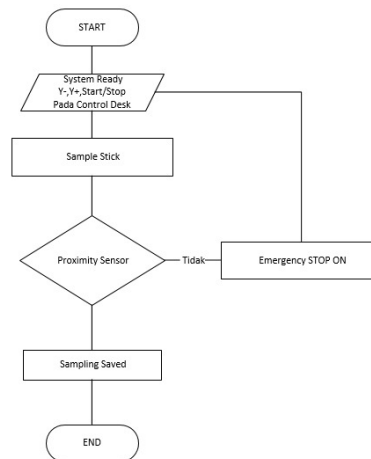 START
System Ready
Y-,Y+,Start/Stop
Pada Control Desk
Sample Stick
Proximity Sensor
Tidak
Emergency STOP ON
Sampling Saved
END